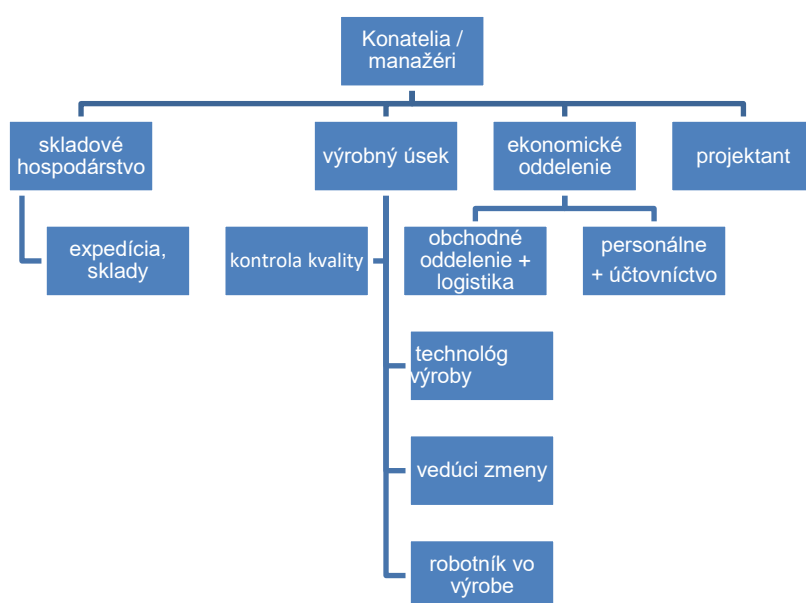 Konatelia /
manažéri
skladové
hospodárstvo
výrobný úsek
ekonomické
oddelenie
projektant
expedícia,
sklady
kontrola kvality
obchodné
oddelenie +
logistika
personálne
+ účtovníctvo
technológ
výroby
vedúci zmeny
robotník vo
výrobe